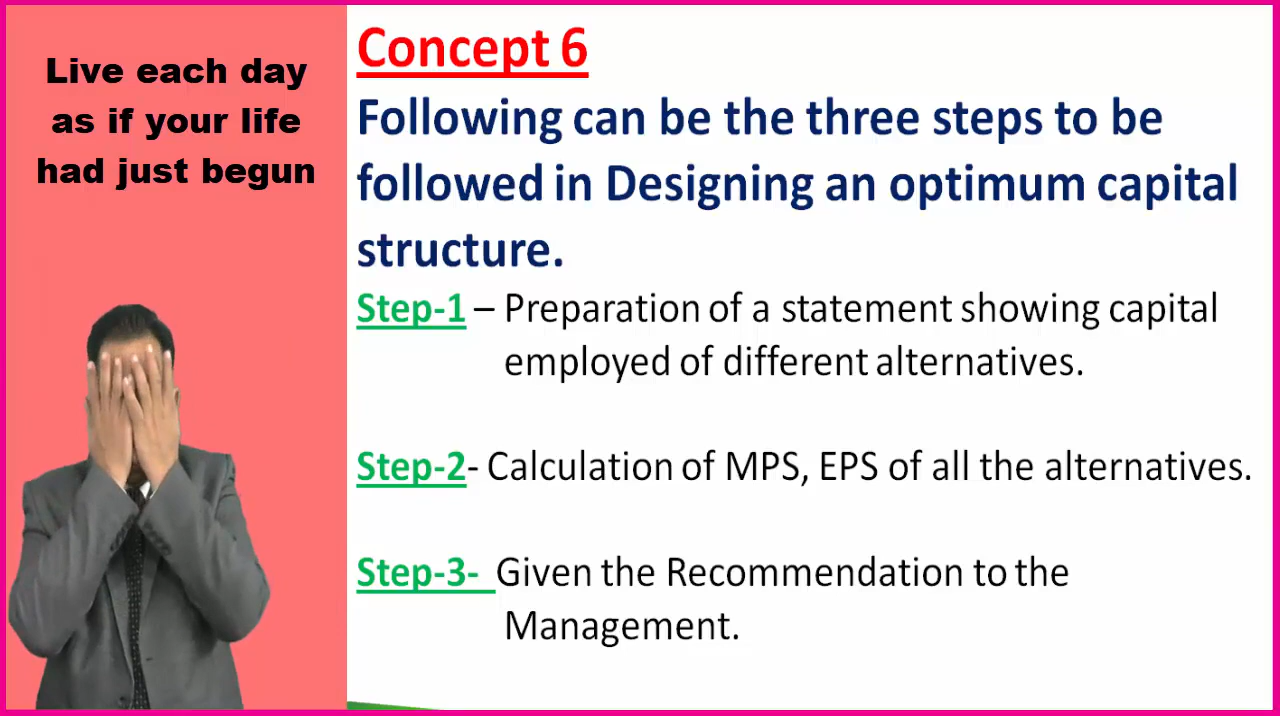 Live each day
as if your life
had just begun
Concept 6
Following can be the three steps to be
followed in Designing an optimum capital
structure.
Step-1 – Preparation of a statement showing capital
employed of different alternatives.
Step-2- Calculation of MPS, EPS of all the alternatives.
Step-3- Given the Recommendation to the
Management.